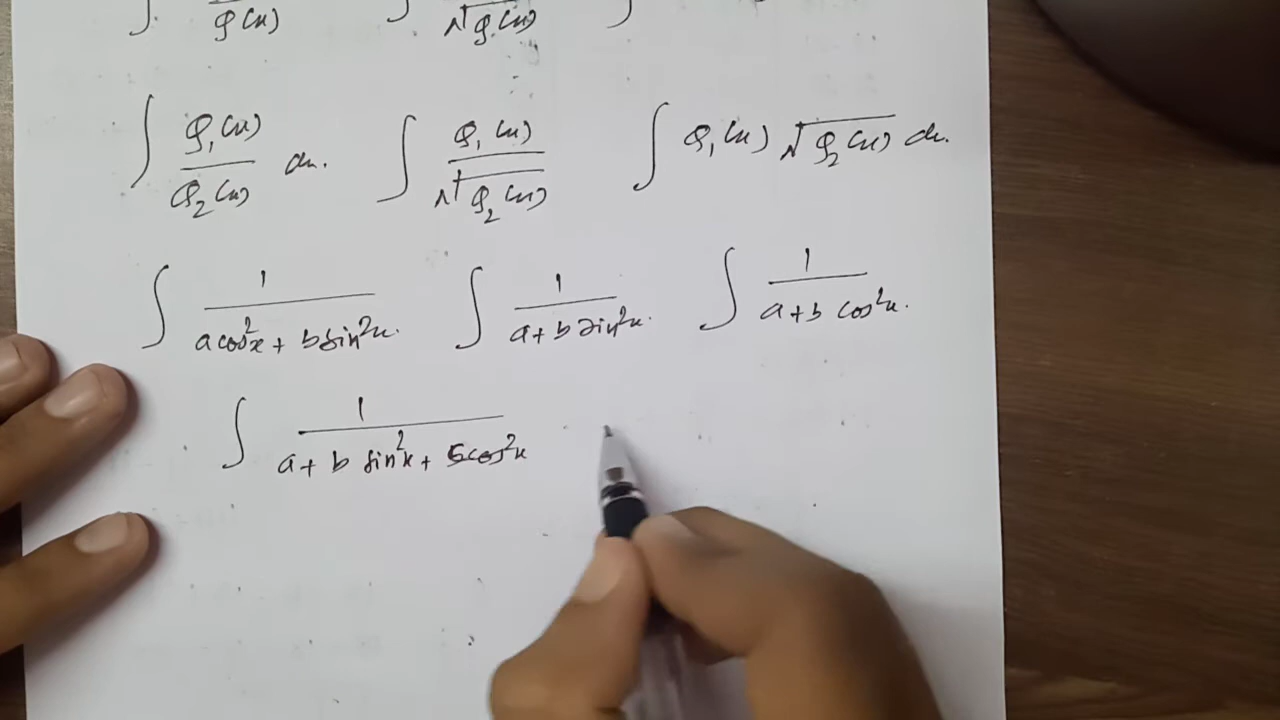 ∫ φ(x) ∫ √φ(x) ∫
∫ φ₁(x)/φ₂(x) dx. ∫ φ₁(x)/√φ₂(x) ∫ φ₁(x) √φ₂(x) dx.
∫ 1/(a cos²x + b sin²x. ∫ 1/(a + b sin²x. ∫ 1/(a + b cos²x.
∫ 1/(a + b sin²x + c cos²x